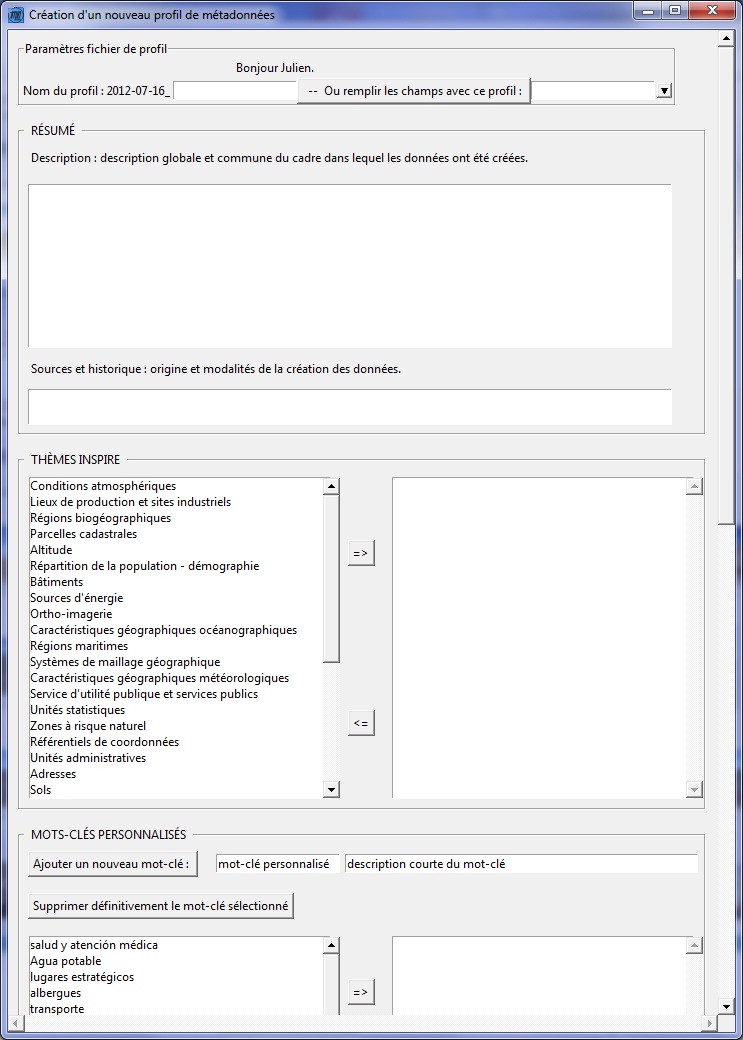 Création d'un nouveau profil de métadonnées
Paramètres fichier de profil
Bonjour Julien.
Nom du profil : 2012-07-16_ -- Ou remplir les champs avec ce profil :
RÉSUMÉ
Description : description globale et commune du cadre dans lequel les données ont été créées.
Sources et historique : origine et modalités de la création des données.
THÈMES INSPIRE
Conditions atmosphériques
Lieux de production et sites industriels
Régions biogéographiques
Parcelles cadastrales
Altitude
Répartition de la population - démographie
Bâtiments
Sources d'énergie
Ortho-imagerie
Caractéristiques géographiques océanographiques
Régions maritimes
Systèmes de maillage géographique
Caractéristiques géographiques météorologiques
Service d'utilité publique et services publics
Unités statistiques
Zones à risque naturel
Référentiels de coordonnées
Unités administratives
Adresses
Sols
=>
<=
MOTS-CLÉS PERSONNALISÉS
Ajouter un nouveau mot-clé : mot-clé personnalisé description courte du mot-clé
Supprimer définitivement le mot-clé sélectionné
salud y atención médica
Agua potable
lugares estratégicos
albergues
transporte
=>